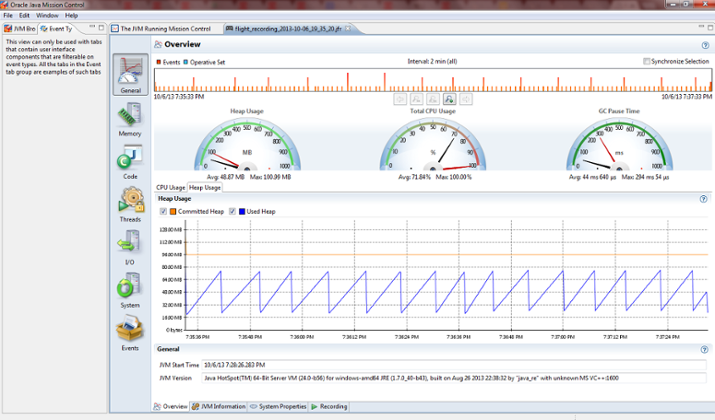 Oracle Java Mission Control
File Edit Window Help
JVM Bro Event Ty
The JVM Running Mission Control flight_recording_2013-10-06_19_35_20.jfr
This view can only be used with tabs
that contain user interface
components that are filterable on
event types. All the tabs in the Event
tab group are examples of such tabs
General
Memory
Code
Threads
I/O
System
Events
Overview
Events Operative Set Interval: 2 min (all) Synchronize Selection
10/6/13 7:35:33 PM 10/6/13 7:37:33 PM
Heap Usage
MB
Avg: 48.87 MB Max: 100.99 MB
Total CPU Usage
%
Avg: 71.84% Max: 100.00%
GC Pause Time
ms
Avg: 44 ms 640 µs Max: 294 ms 54 µs
CPU Usage Heap Usage
Heap Usage
Committed Heap Used Heap
128.00 MB
112.00 MB
96.00 MB
80.00 MB
64.00 MB
48.00 MB
32.00 MB
16.00 MB
0 bytes
7:35:36 PM 7:35:48 PM 7:36:00 PM 7:36:12 PM 7:36:24 PM 7:36:36 PM 7:36:48 PM 7:37:00 PM 7:37:12 PM 7:37:24 PM
General
JVM Start Time 10/6/13 7:28:26.283 PM
JVM Version Java HotSpot(TM) 64-Bit Server VM (24.0-b56) for windows-amd64 JRE (1.7.0_40-b43), built on Aug 26 2013 22:38:32 by "java_re" with unknown MS VC++:1600
Overview JVM Information System Properties Recording